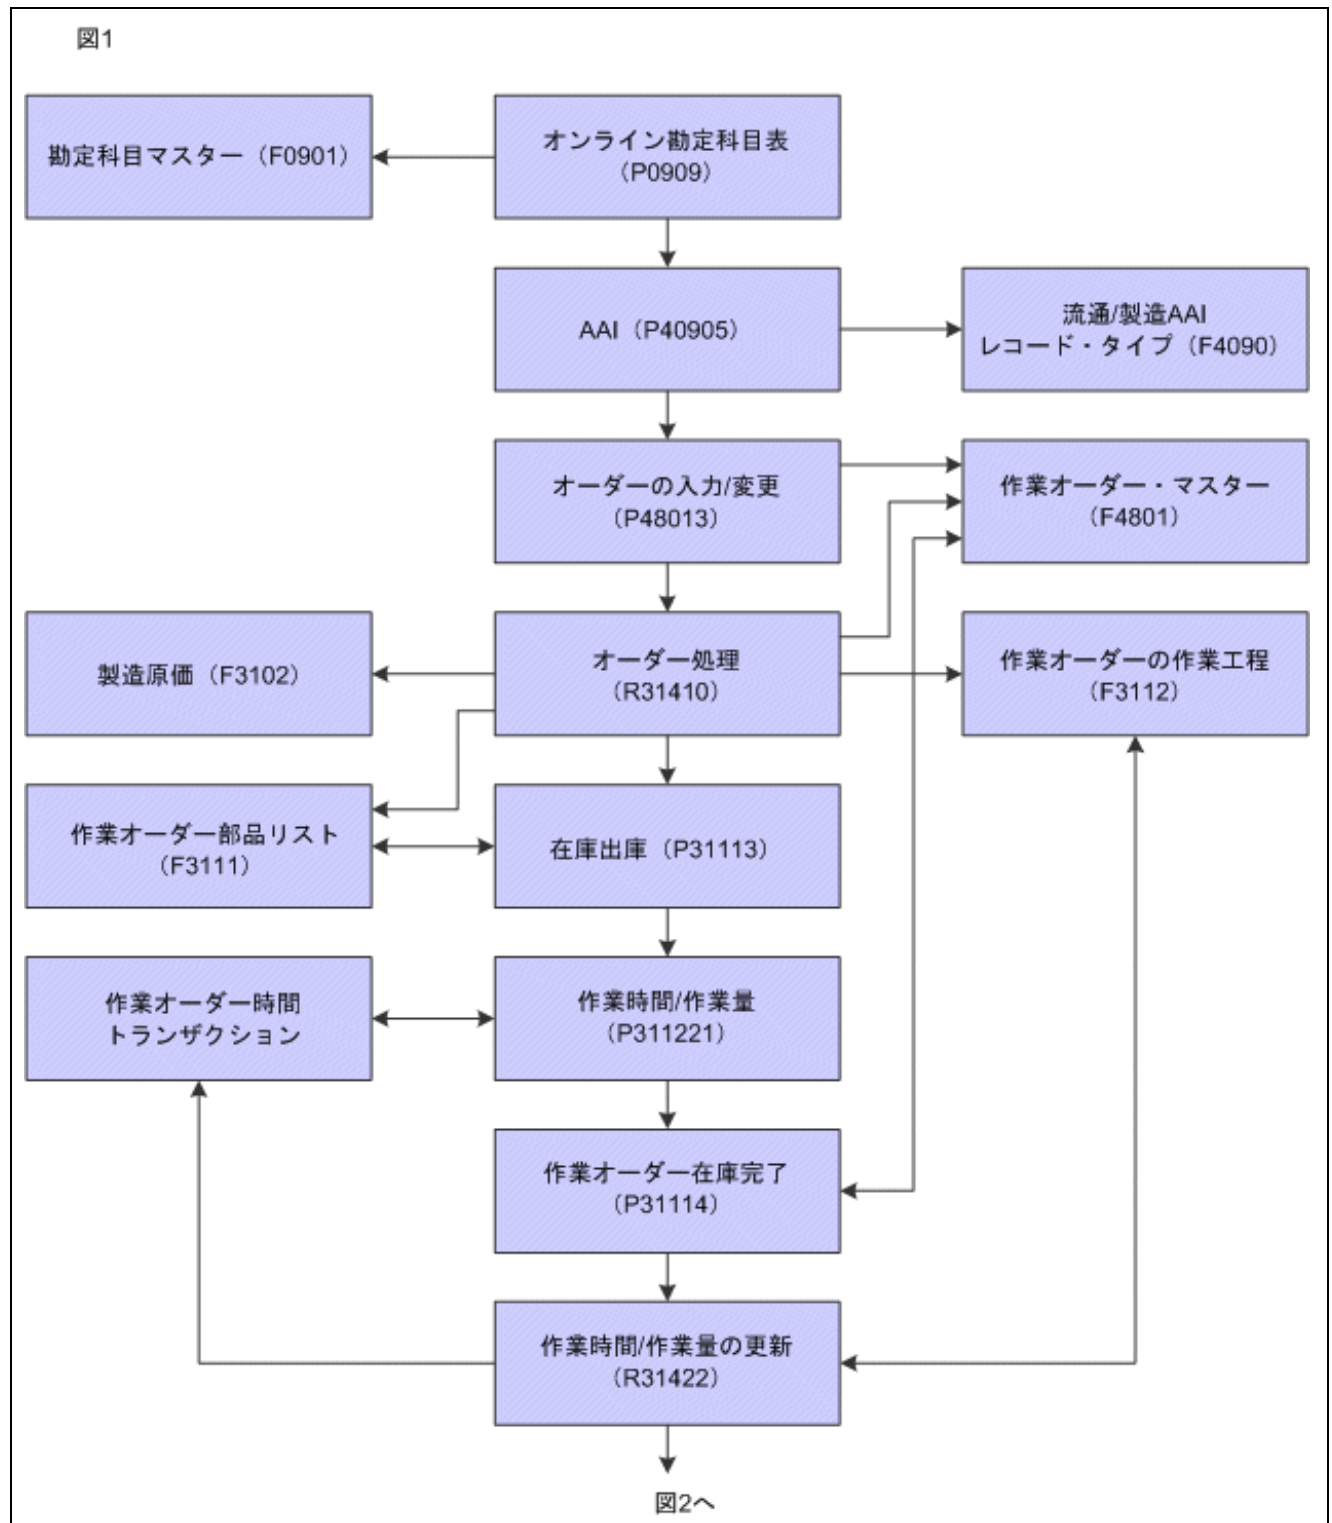 図1
勘定科目マスター（F0901）
オンライン勘定科目表
（P0909）
AAI（P40905）
流通/製造AAI
レコード・タイプ（F4090）
オーダーの入力/変更
（P48013）
作業オーダー・マスター
（F4801）
製造原価（F3102）
オーダー処理
（R31410）
作業オーダーの作業工程
（F3112）
作業オーダー部品リスト
（F3111）
在庫出庫（P31113）
作業オーダー時間
トランザクション
作業時間/作業量
（P311221）
作業オーダー在庫完了
（P31114）
作業時間/作業量の更新
（R31422）
図2へ